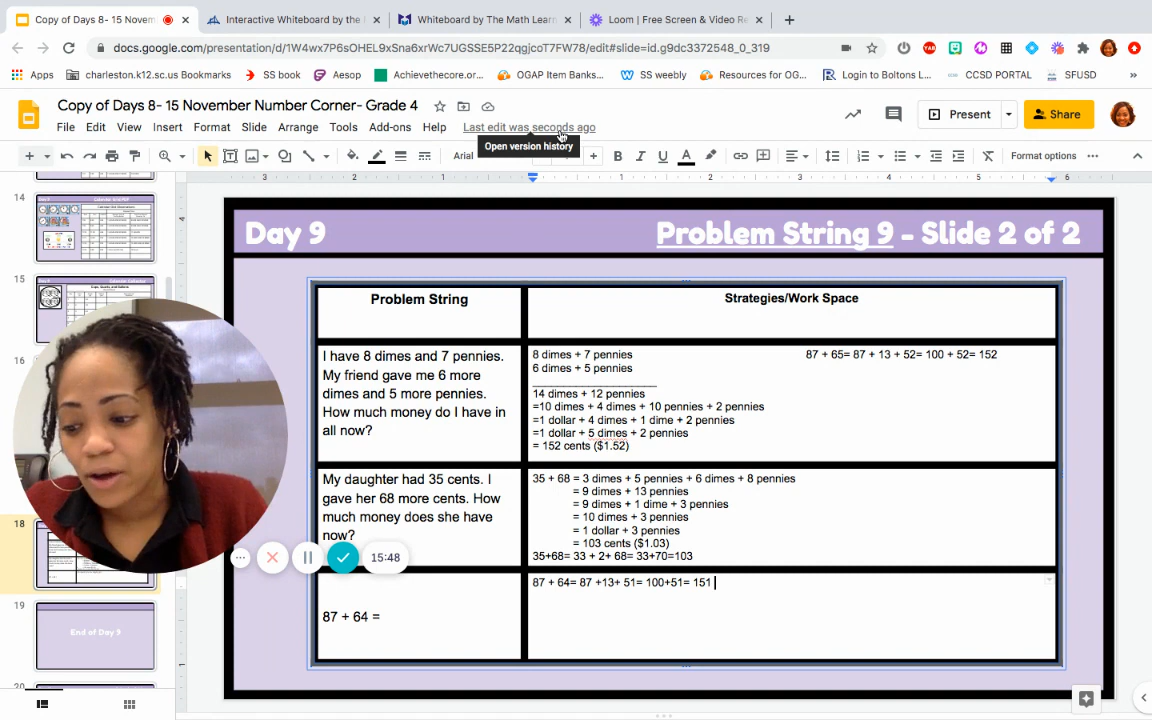 Copy of Days 8- 15 Novem
Interactive Whiteboard by the
Whiteboard by The Math Learn
Loom | Free Screen & Video Re
docs.google.com/presentation/d/1W4wx7P6sOHEL9xSna6xrWc7UGSSE5P22qgjcoT7FW78/edit#slide=id.g9dc3372548_0_319
Apps
charleston.k12.sc.us Bookmarks
SS book
Aesop
Achievethecore.o...
OGAP Item Banks...
SS weekly
Resources for OG...
Login to Boltons L...
CCSD PORTAL
SFUSD
Copy of Days 8- 15 November Number Corner- Grade 4
Present
Share
File Edit View Insert Format Slide Arrange Tools Add-ons Help Last edit was seconds ago
Open version history
Arial
B I U A
Format options
3 2 1 1 2 3 4 5 6
14
15
16
18
19
End of Day 9
20
15:48
Day 9
Problem String 9 - Slide 2 of 2
Problem String
Strategies/Work Space
I have 8 dimes and 7 pennies.
My friend gave me 6 more
dimes and 5 more pennies.
How much money do I have in
all now?
8 dimes + 7 pennies
6 dimes + 5 pennies
14 dimes + 12 pennies
=10 dimes + 4 dimes + 10 pennies + 2 pennies
=1 dollar + 4 dimes + 1 dime + 2 pennies
=1 dollar + 5 dimes + 2 pennies
= 152 cents ($1.52)
87 + 65= 87 + 13 + 52= 100 + 52= 152
My daughter had 35 cents. I
gave her 68 more cents. How
much money does she have
now?
35 + 68 = 3 dimes + 5 pennies + 6 dimes + 8 pennies
= 9 dimes + 13 pennies
= 9 dimes + 1 dime + 3 pennies
= 10 dimes + 3 pennies
= 1 dollar + 3 pennies
= 103 cents ($1.03)
35+68= 33 + 2+ 68= 33+70=103
87 + 64 =
87 + 64= 87 +13+ 51= 100+51= 151